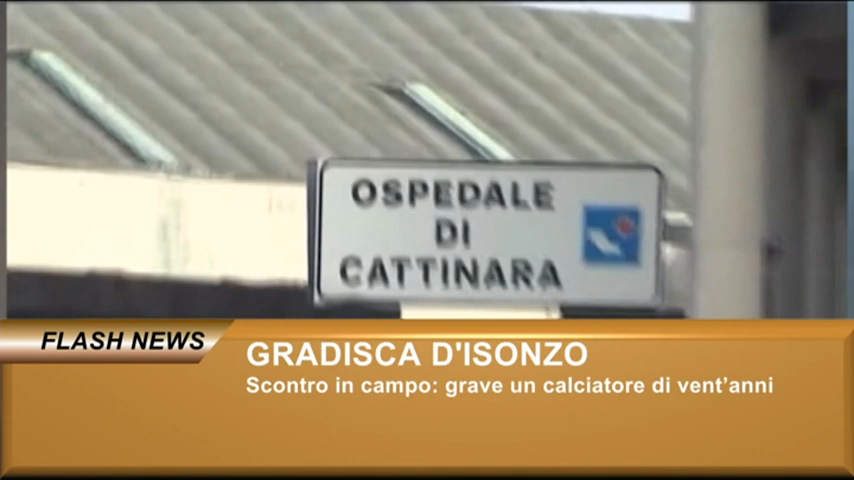 OSPEDALE
DI
CATTINARA
FLASH NEWS
GRADISCA D'ISONZO
Scontro in campo: grave un calciatore di vent’anni